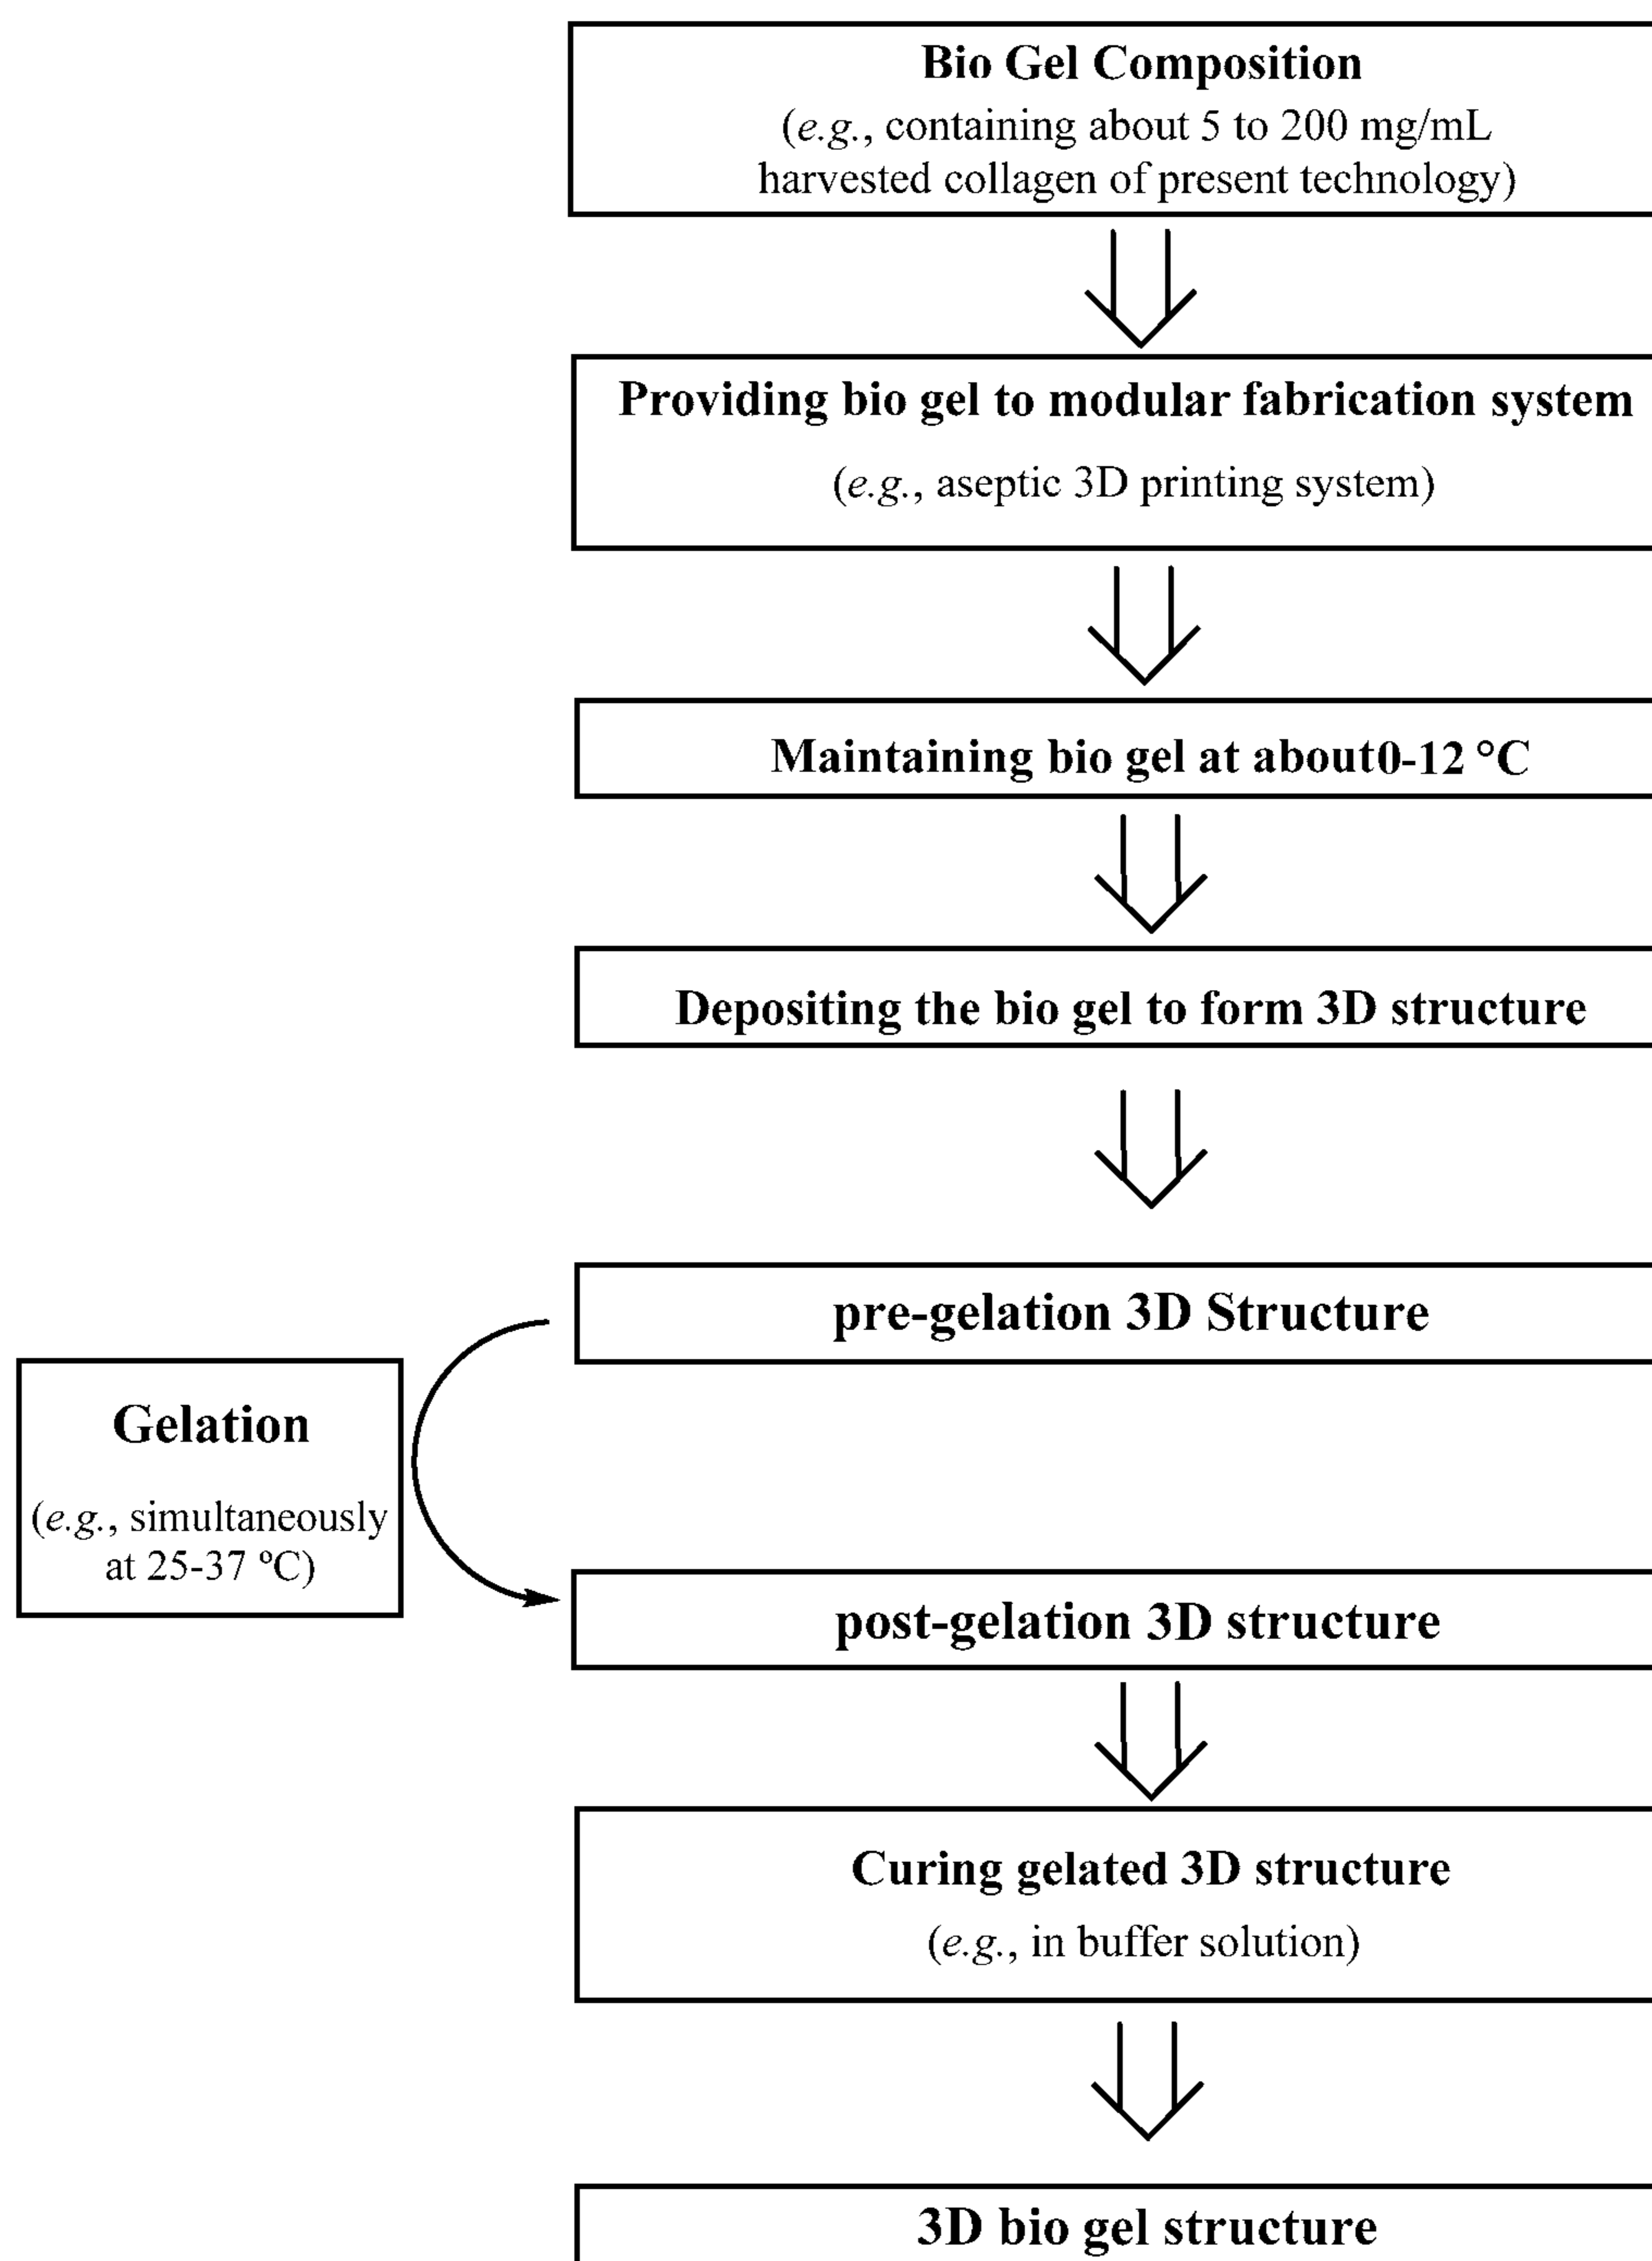 Bio Gel Composition
(e.g., containing about 5 to 200 mg/mL
harvested collagen of present technology)
Providing bio gel to modular fabrication system
(e.g., aseptic 3D printing system)
Maintaining bio gel at about0-12 °C
Depositing the bio gel to form 3D structure
pre-gelation 3D Structure
Gelation
(e.g., simultaneously
at 25-37 ºC)
post-gelation 3D structure
Curing gelated 3D structure
(e.g., in buffer solution)
3D bio gel structure